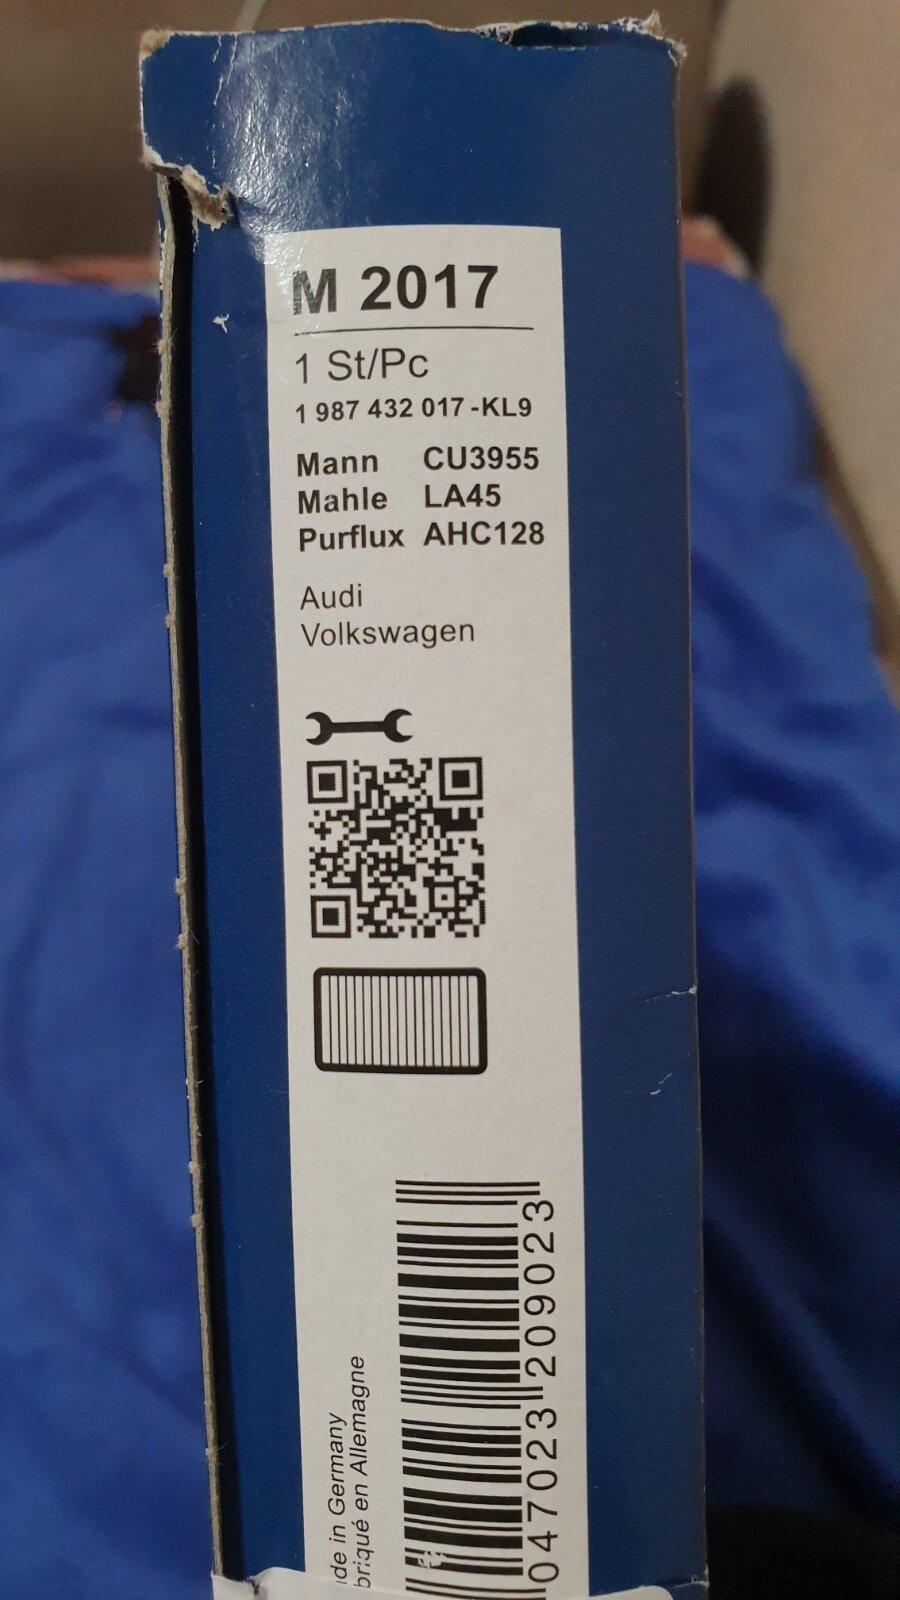 M 2017
1 St/Pc
1 987 432 017 -KL9
Mann CU3955
Mahle LA45
Purflux AHC128
Audi
Volkswagen
de in Germany
briqué en Allemagne
047023 209023